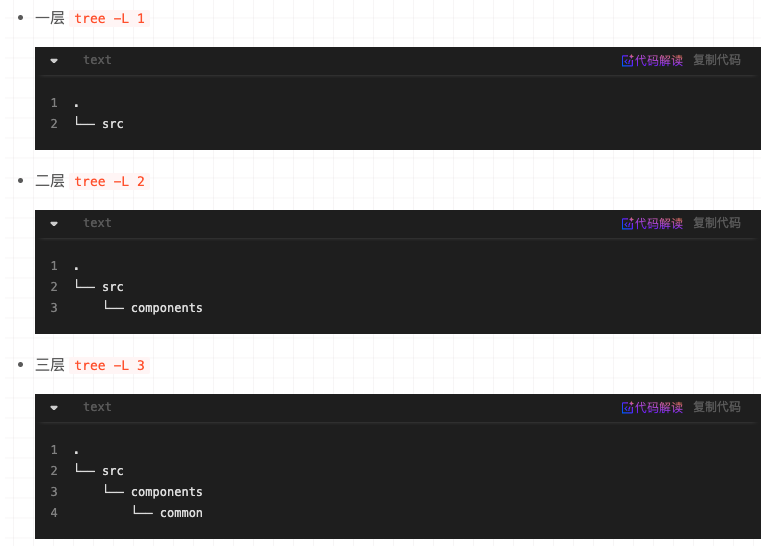 • 一层 tree -L 1
text 代码解读 复制代码
1 .
2 └── src
• 二层 tree -L 2
text 代码解读 复制代码
1 .
2 └── src
3     └── components
• 三层 tree -L 3
text 代码解读 复制代码
1 .
2 └── src
3     └── components
4         └── common